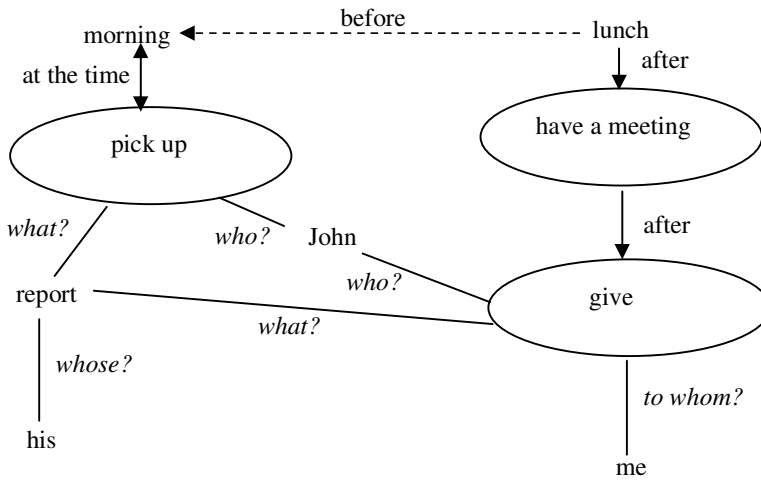 before
morning
lunch
at the time
after
pick up
have a meeting
what?
who?
John
after
who?
report
give
what?
whose?
to whom?
his
me